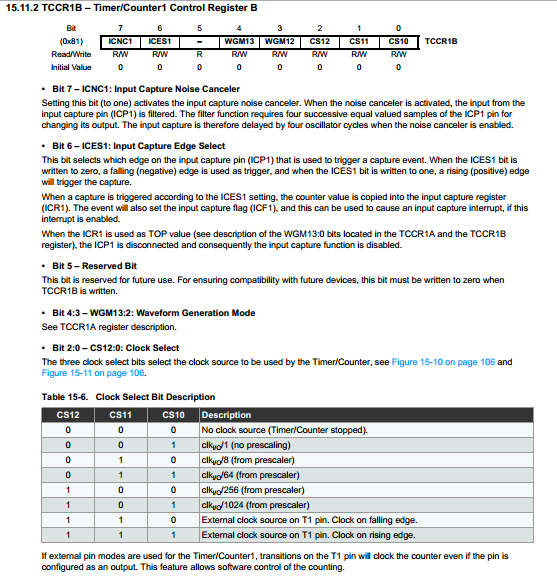 15.11.2 TCCR1B – Timer/Counter1 Control Register B
Bit 7 6 5 4 3 2 1 0
(0x81) ICNC1 ICES1 – WGM13 WGM12 CS12 CS11 CS10 TCCR1B
Read/Write R/W R/W R R/W R/W R/W R/W R/W
Initial Value 0 0 0 0 0 0 0 0
• Bit 7 – ICNC1: Input Capture Noise Canceler
Setting this bit (to one) activates the input capture noise canceler. When the noise canceler is activated, the input from the
input capture pin (ICP1) is filtered. The filter function requires four successive equal valued samples of the ICP1 pin for
changing its output. The input capture is therefore delayed by four oscillator cycles when the noise canceler is enabled.
• Bit 6 – ICES1: Input Capture Edge Select
This bit selects which edge on the input capture pin (ICP1) that is used to trigger a capture event. When the ICES1 bit is
written to zero, a falling (negative) edge is used as trigger, and when the ICES1 bit is written to one, a rising (positive) edge
will trigger the capture.
When a capture is triggered according to the ICES1 setting, the counter value is copied into the input capture register
(ICR1). The event will also set the input capture flag (ICF1), and this can be used to cause an input capture interrupt, if this
interrupt is enabled.
When the ICR1 is used as TOP value (see description of the WGM13:0 bits located in the TCCR1A and the TCCR1B
register), the ICP1 is disconnected and consequently the input capture function is disabled.
• Bit 5 – Reserved Bit
This bit is reserved for future use. For ensuring compatibility with future devices, this bit must be written to zero when
TCCR1B is written.
• Bit 4:3 – WGM13:2: Waveform Generation Mode
See TCCR1A register description.
• Bit 2:0 – CS12:0: Clock Select
The three clock select bits select the clock source to be used by the Timer/Counter, see Figure 15-10 on page 106 and
Figure 15-11 on page 106.
Table 15-6. Clock Select Bit Description
CS12 CS11 CS10 Description
0 0 0 No clock source (Timer/Counter stopped).
0 0 1 clkI/O/1 (no prescaling)
0 1 0 clkI/O/8 (from prescaler)
0 1 1 clkI/O/64 (from prescaler)
1 0 0 clkI/O/256 (from prescaler)
1 0 1 clkI/O/1024 (from prescaler)
1 1 0 External clock source on T1 pin. Clock on falling edge.
1 1 1 External clock source on T1 pin. Clock on rising edge.
If external pin modes are used for the Timer/Counter1, transitions on the T1 pin will clock the counter even if the pin is
configured as an output. This feature allows software control of the counting.